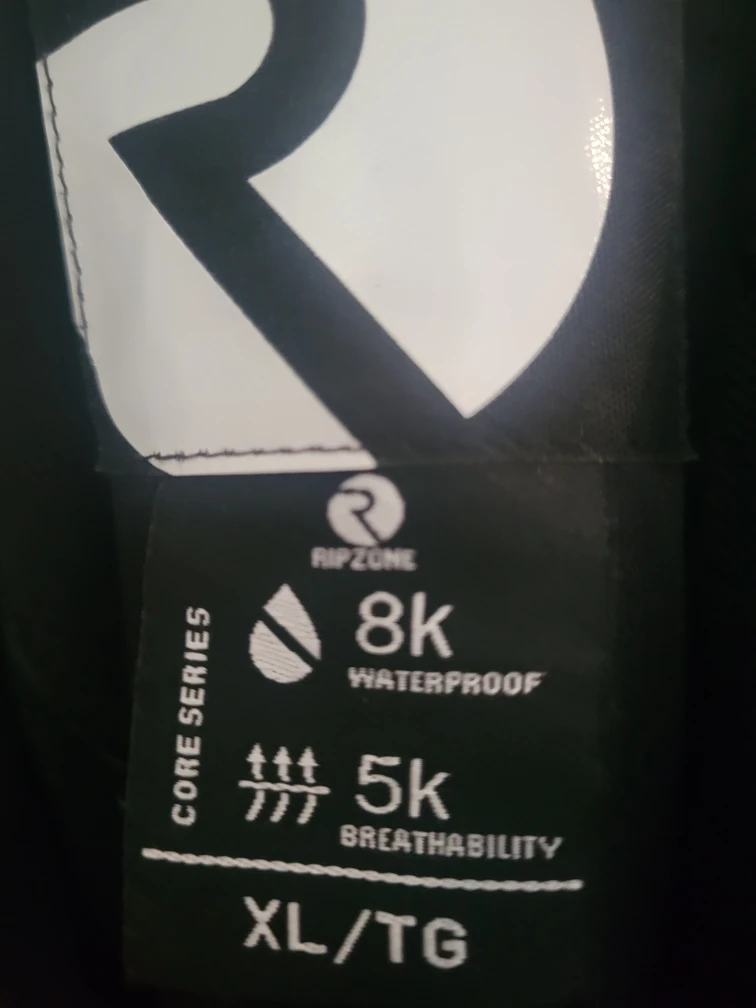 RIPZONE
CORE SERIES
8K
WATERPROOF
5K
BREATHABILITY
XL/TG